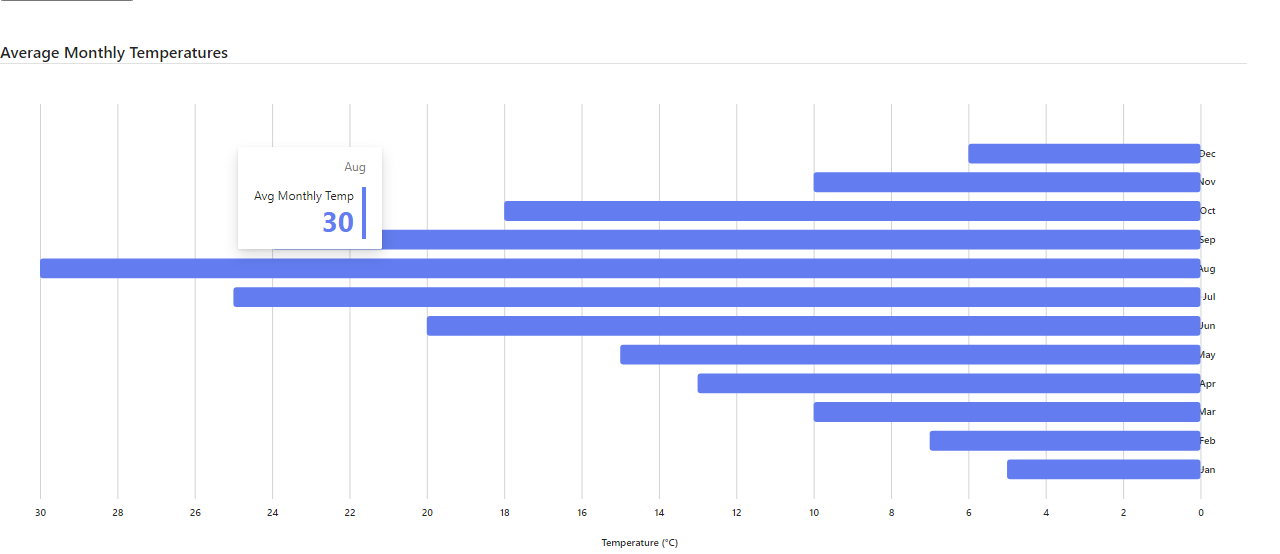 Average Monthly Temperatures
Aug
Avg Monthly Temp
30
Dec
Nov
Oct
Sep
Aug
Jul
Jun
May
Apr
Mar
Feb
Jan
30 28 26 24 22 20 18 16 14 12 10 8 6 4 2 0
Temperature (°C)